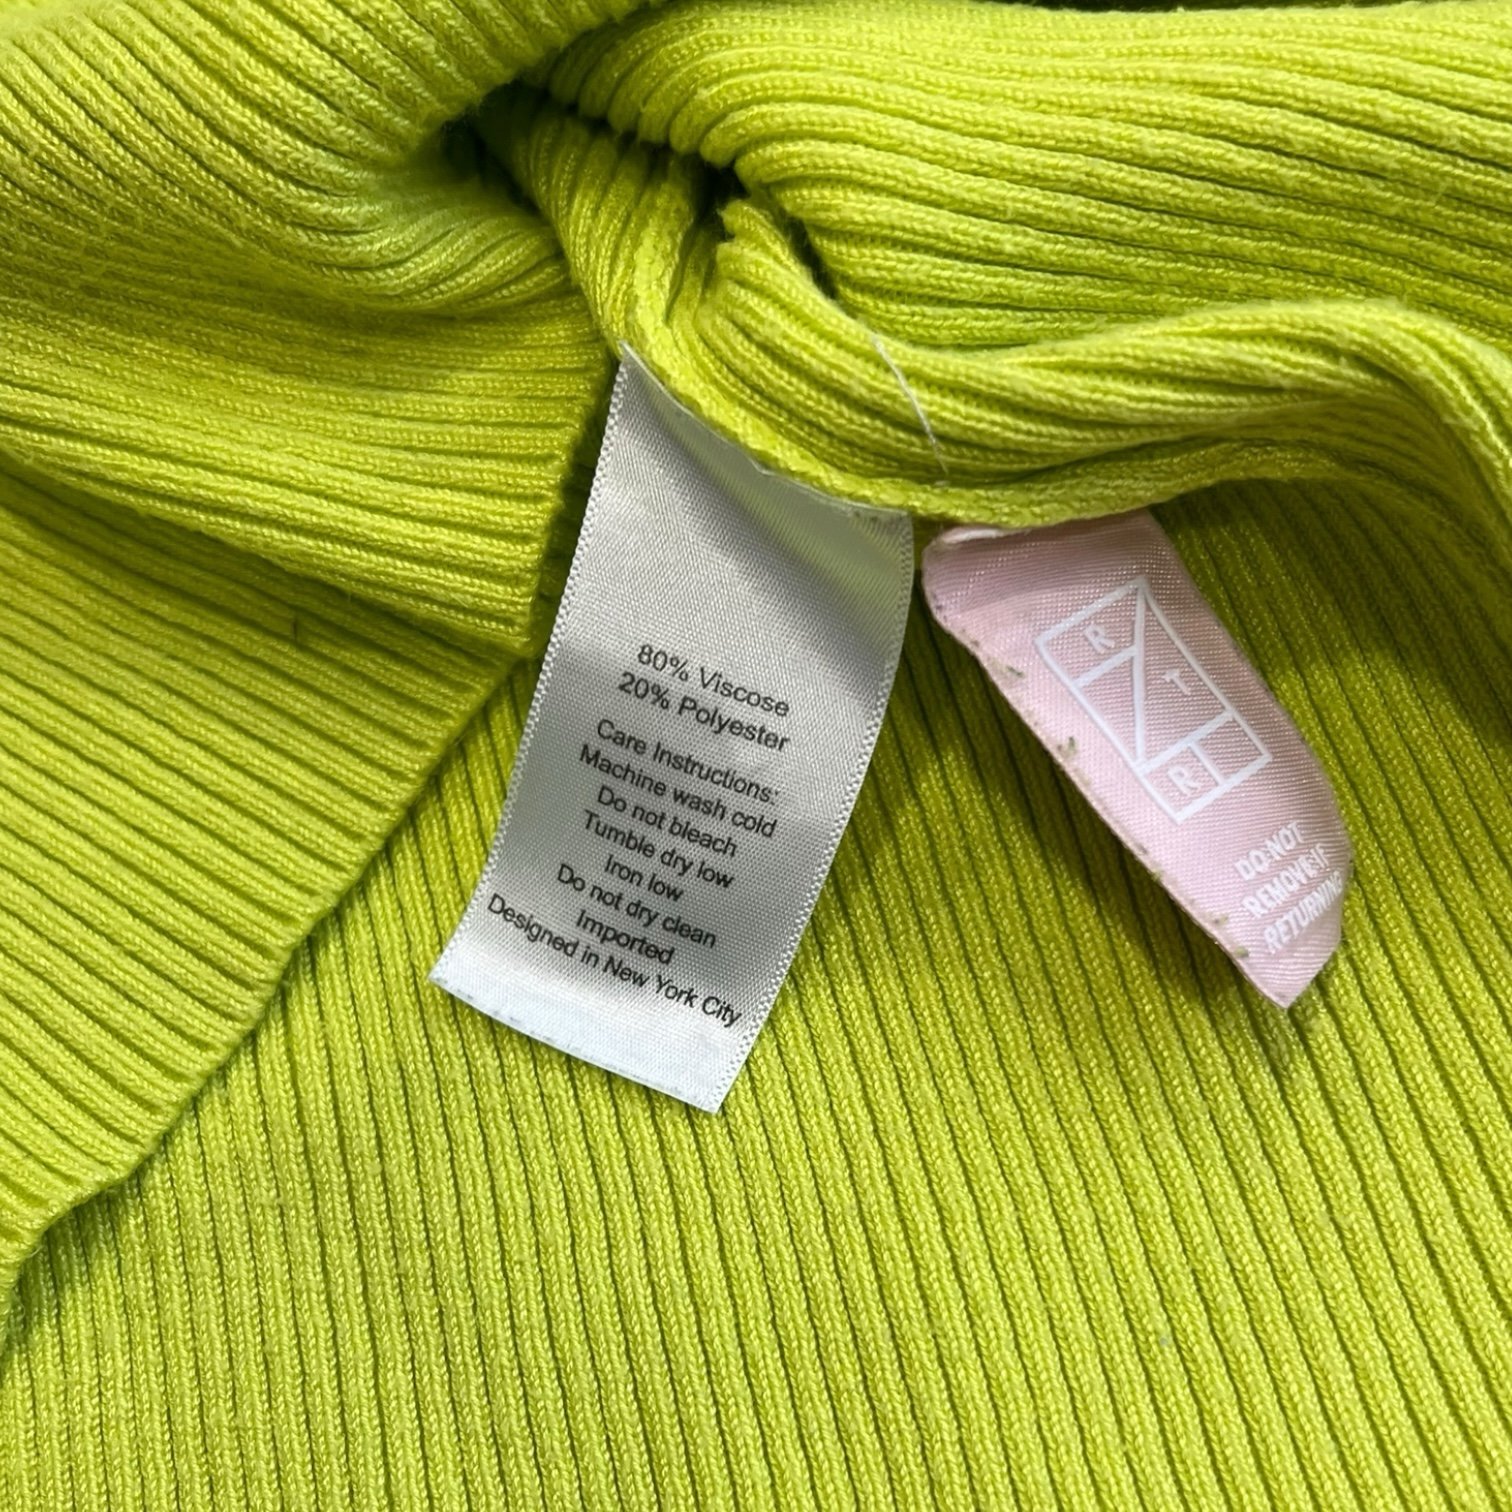 80% Viscose
20% Polyester
Care Instructions:
Machine wash cold
Do not bleach
Tumble dry low
Iron low
Do not dry clean
Imported
Designed in New York City
R
T
R
DO NOT
REMOVE IF
RETURNING